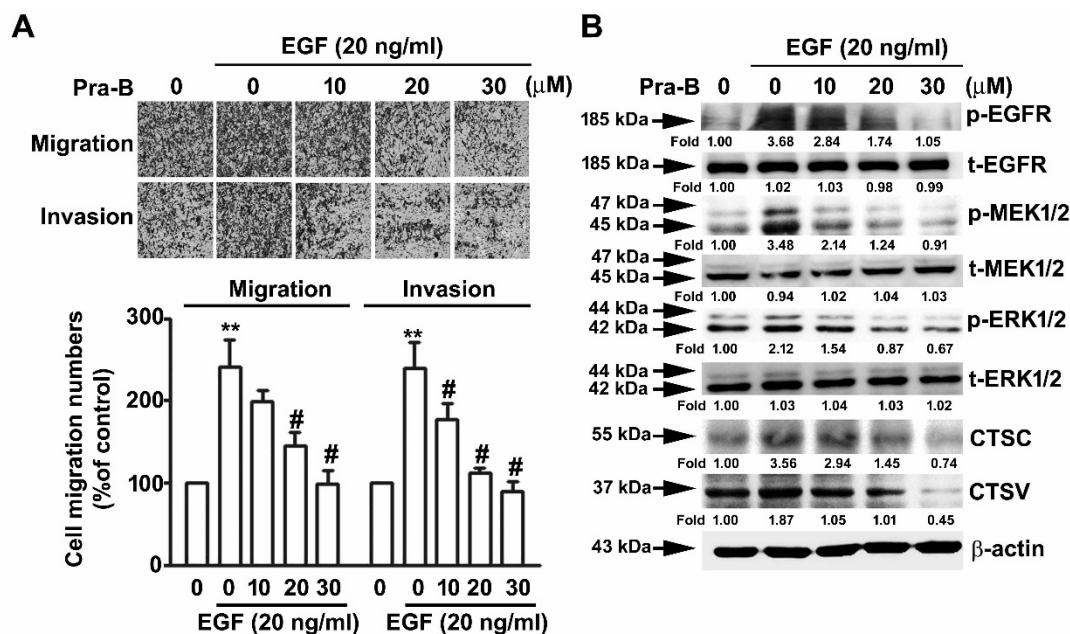 A
EGF (20 ng/ml)
Pra-B 0 0 10 20 30 (μM)
Migration
Invasion
Migration Invasion
Cell migration numbers
(%of control)
300
200
100
0
** # # ** # # #
0 0 10 20 30 0 0 10 20 30
EGF (20 ng/ml) EGF (20 ng/ml)
B
EGF (20 ng/ml)
Pra-B 0 0 10 20 30 (μM)
185 kDa p-EGFR
Fold 1.00 3.68 2.84 1.74 1.05
185 kDa t-EGFR
Fold 1.00 1.02 1.03 0.98 0.99
47 kDa
45 kDa p-MEK1/2
1.00 3.48 2.14 1.24 0.91
47 kDa
45 kDa t-MEK1/2
Fold 1.00 0.94 1.02 1.04 1.03
44 kDa
42 kDa p-ERK1/2
Fold 1.00 2.12 1.54 0.87 0.67
44 kDa
42 kDa t-ERK1/2
Fold 1.00 1.03 1.04 1.03 1.02
55 kDa CTSC
Fold 1.00 3.56 2.94 1.45 0.74
37 kDa CTSV
Fold 1.00 1.87 1.05 1.01 0.45
43 kDa β-actin